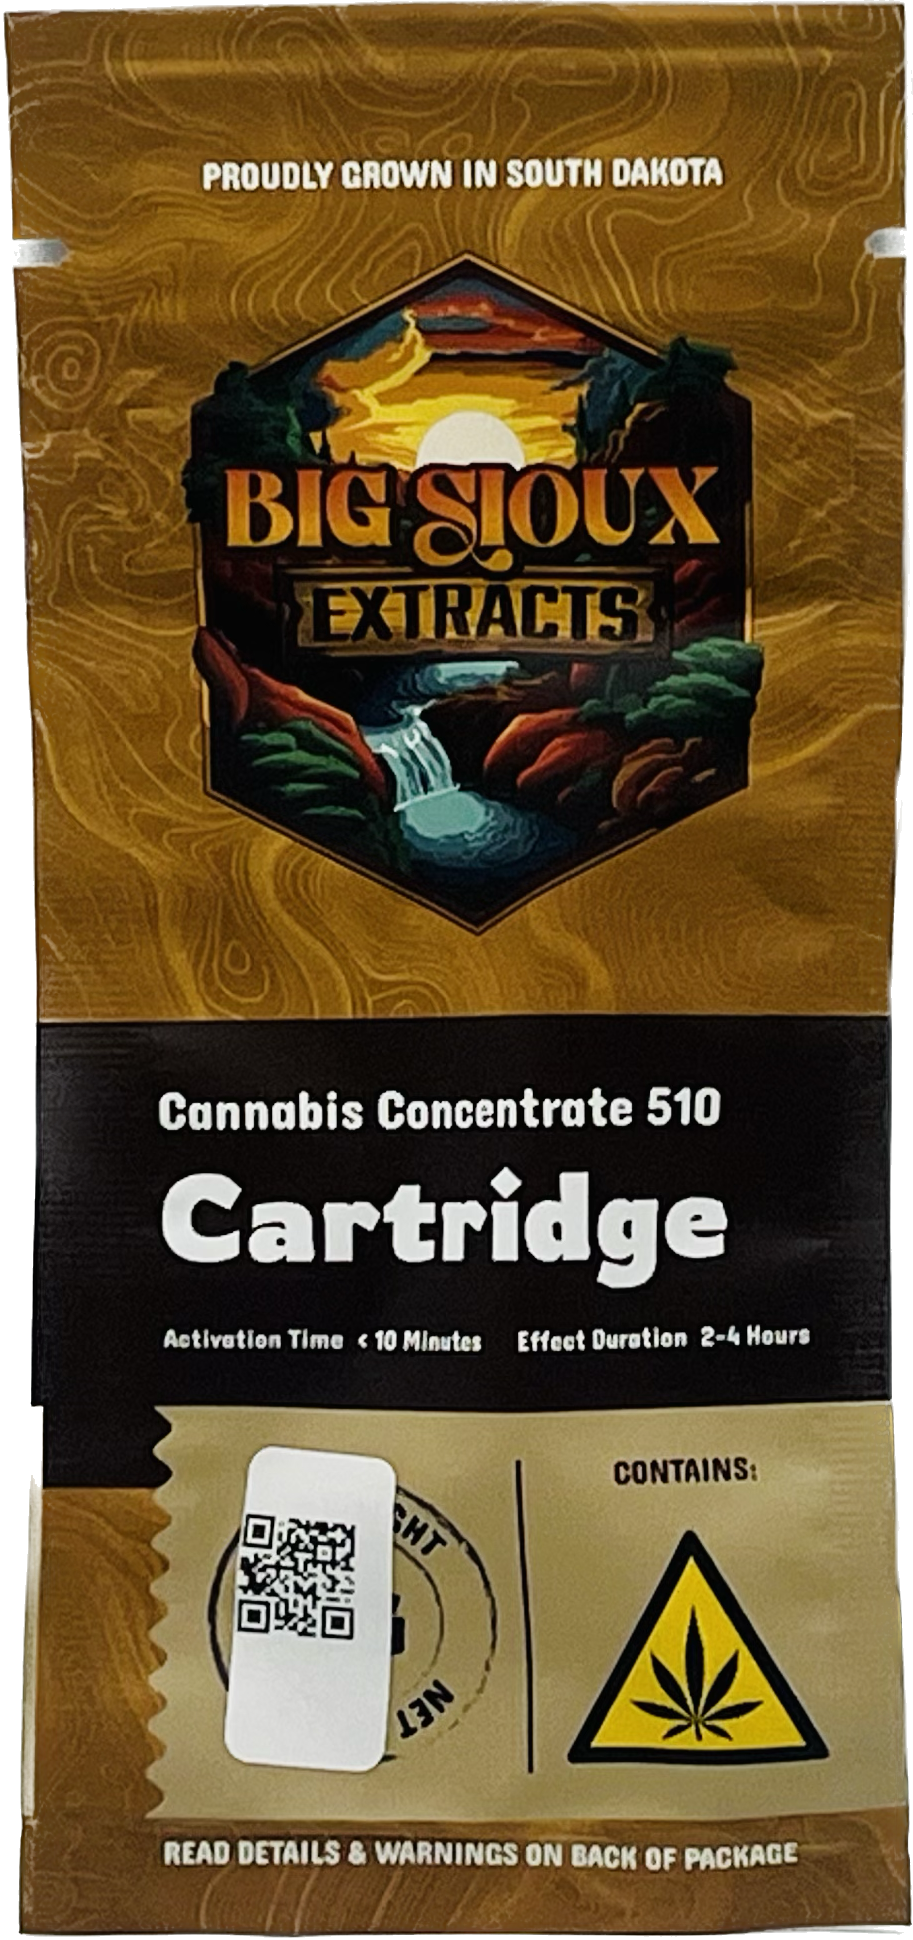 PROUDLY GROWN IN SOUTH DAKOTA
BIG SIOUX
EXTRACTS
Cannabis Concentrate 510
Cartridge
Activation Time < 10 Minutes Effect Duration 2-4 Hours
NET
CONTAINS:
READ DETAILS & WARNINGS ON BACK OF PACKAGE